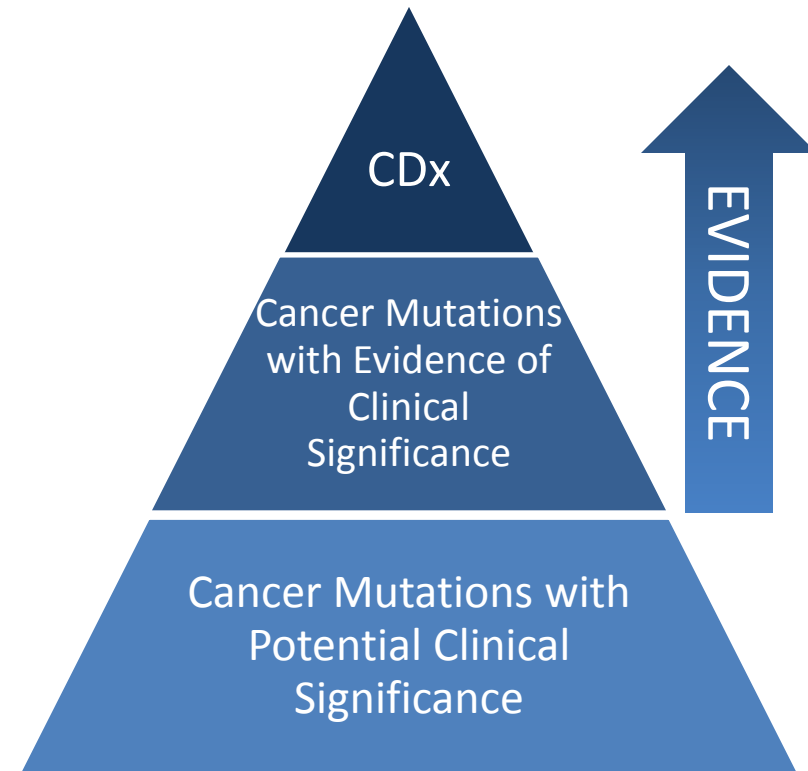 CDx
Cancer Mutations
with Evidence of
Clinical
Significance
EVIDENCE
Cancer Mutations with
Potential Clinical
Significance